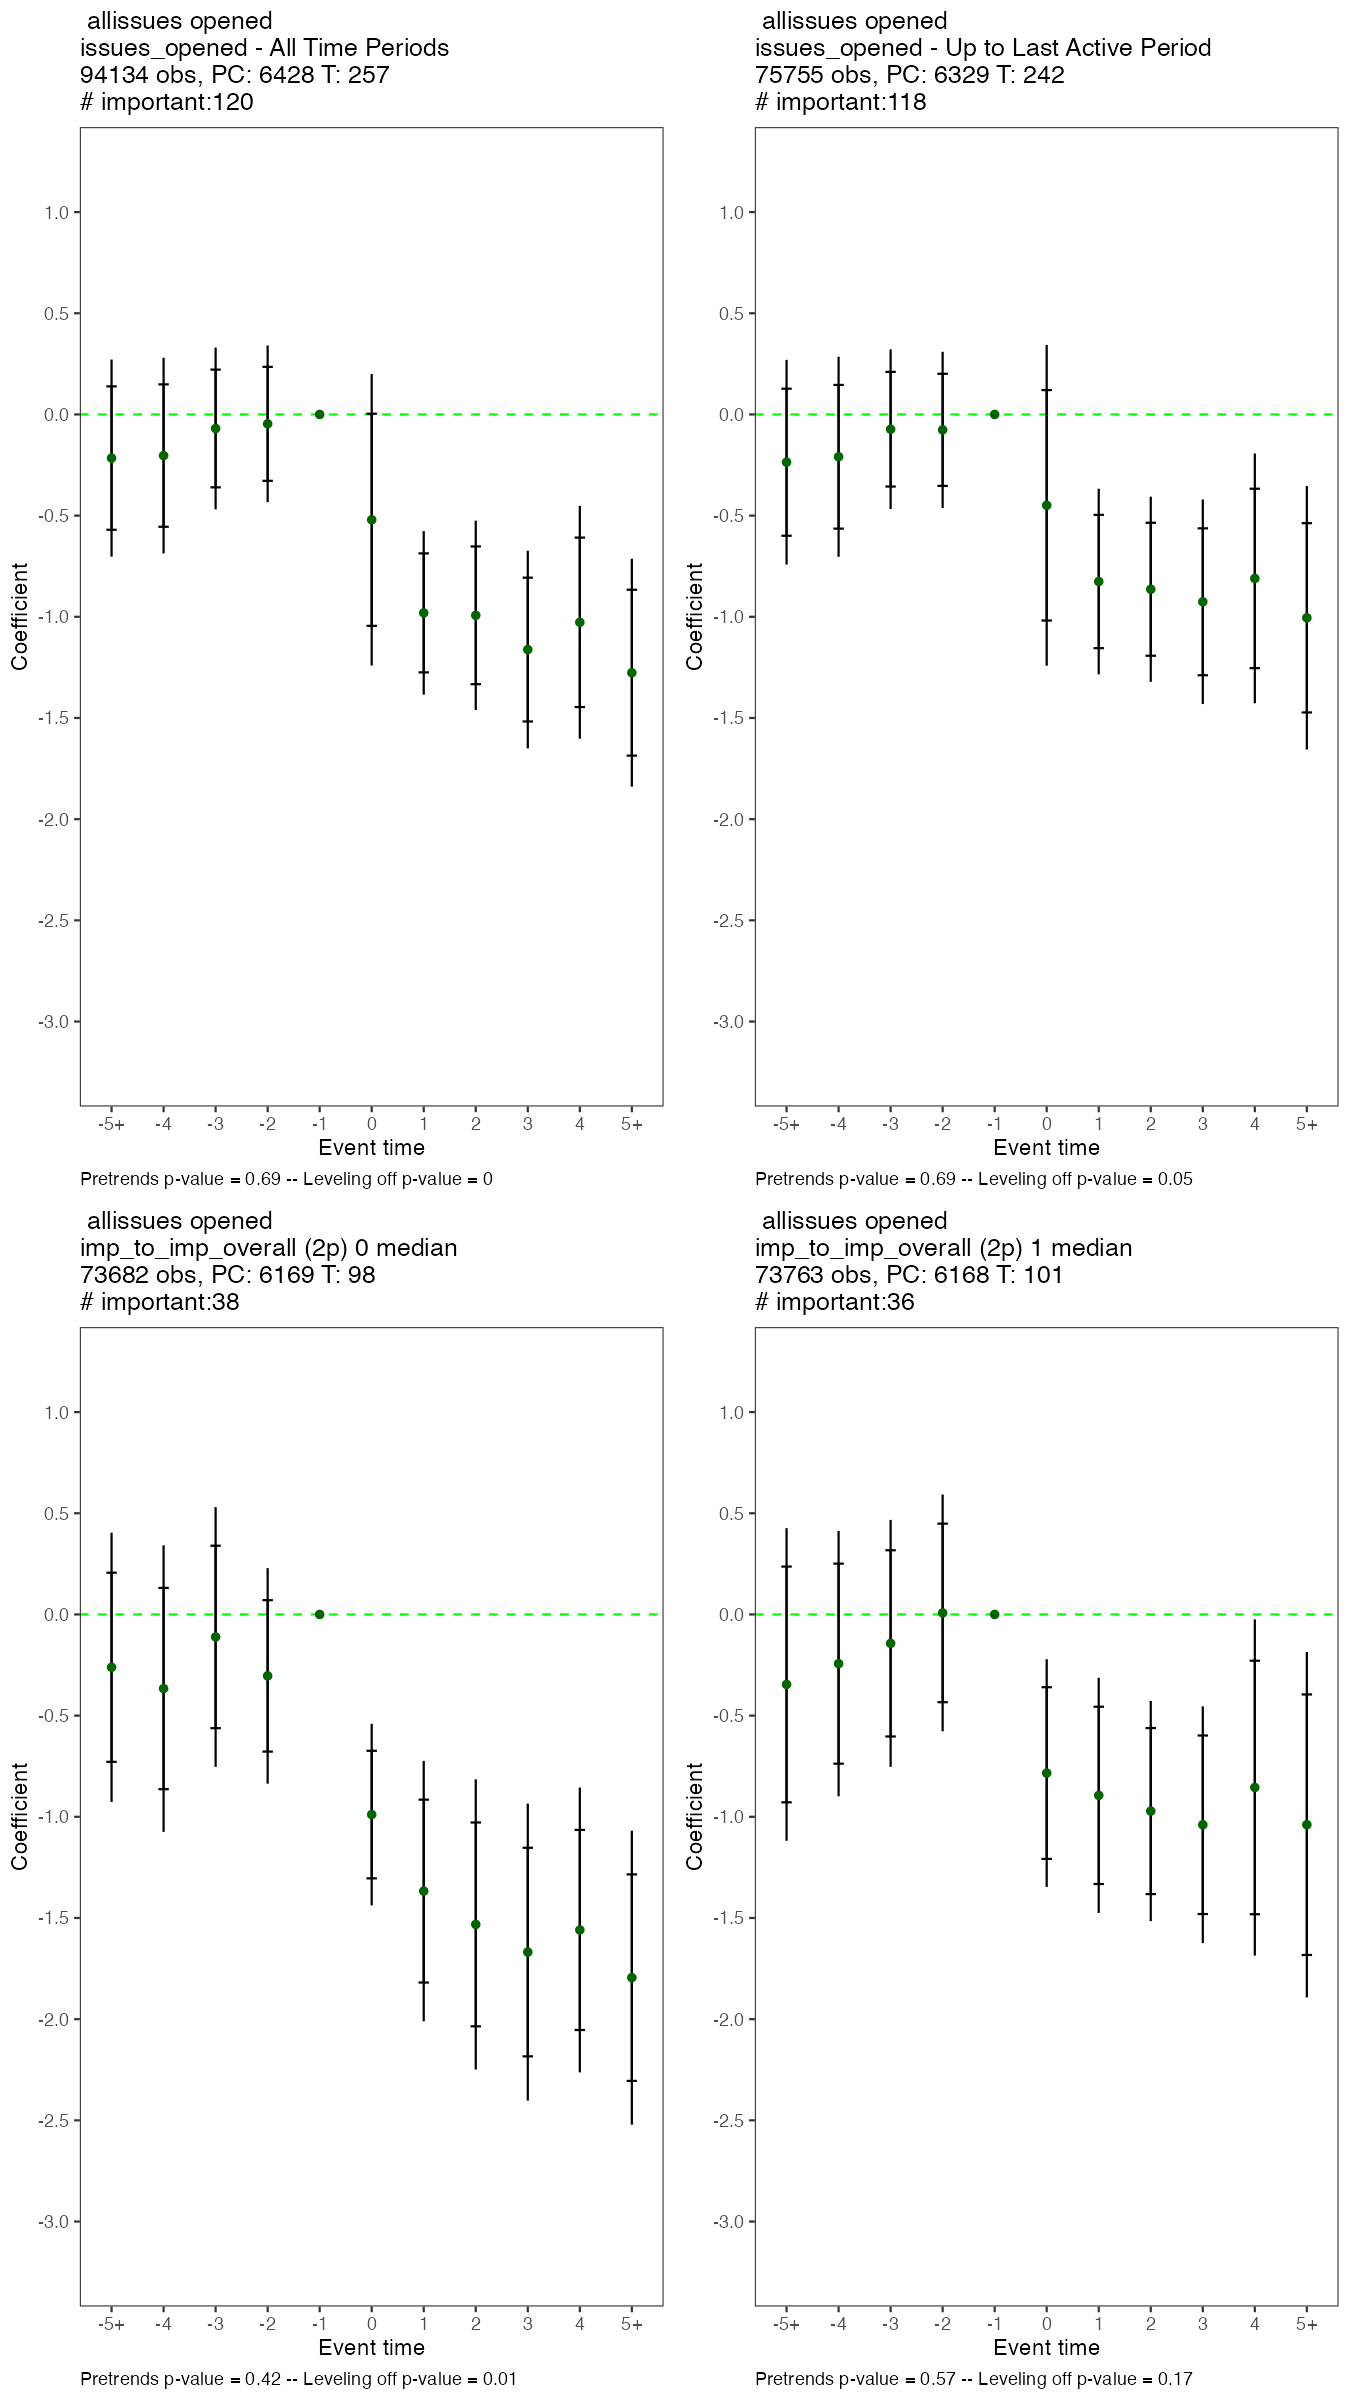 allissues opened
issues_opened - All Time Periods
94134 obs, PC: 6428 T: 257
# important:120
1.0
0.5
0.0
-0.5
-1.0
-1.5
-2.0
-2.5
-3.0
Coefficient
-5+ -4 -3 -2 -1 0 1 2 3 4 5+
Event time
Pretrends p-value = 0.69 -- Leveling off p-value = 0
allissues opened
issues_opened - Up to Last Active Period
75755 obs, PC: 6329 T: 242
# important:118
1.0
0.5
0.0
-0.5
-1.0
-1.5
-2.0
-2.5
-3.0
Coefficient
-5+ -4 -3 -2 -1 0 1 2 3 4 5+
Event time
Pretrends p-value = 0.69 -- Leveling off p-value = 0.05
allissues opened
imp_to_imp_overall (2p) 0 median
73682 obs, PC: 6169 T: 98
# important:38
1.0
0.5
0.0
-0.5
-1.0
-1.5
-2.0
-2.5
-3.0
Coefficient
-5+ -4 -3 -2 -1 0 1 2 3 4 5+
Event time
Pretrends p-value = 0.42 -- Leveling off p-value = 0.01
allissues opened
imp_to_imp_overall (2p) 1 median
73763 obs, PC: 6168 T: 101
# important:36
1.0
0.5
0.0
-0.5
-1.0
-1.5
-2.0
-2.5
-3.0
Coefficient
-5+ -4 -3 -2 -1 0 1 2 3 4 5+
Event time
Pretrends p-value = 0.57 -- Leveling off p-value = 0.17